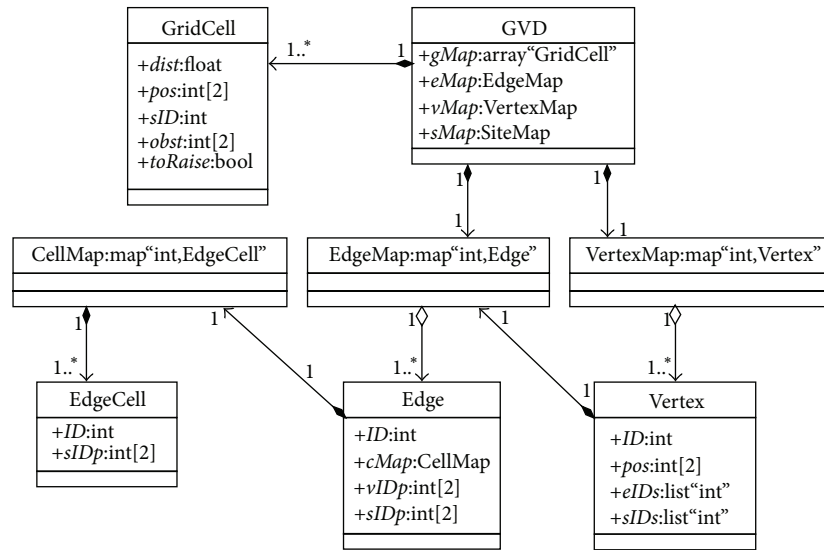 GridCell
+dist:float
+pos:int[2]
+sID:int
+obst:int[2]
+toRaise:bool
1..*
1
GVD
+gMap:array“GridCell”
+eMap:EdgeMap
+vMap:VertexMap
+sMap:SiteMap
1
1
1
1
CellMap:map“int,EdgeCell”
EdgeMap:map“int,Edge”
VertexMap:map“int,Vertex”
1
1
1
1
1
1..*
1
1..*
1
1..*
EdgeCell
+ID:int
+sIDp:int[2]
Edge
+ID:int
+cMap:CellMap
+vIDp:int[2]
+sIDp:int[2]
Vertex
+ID:int
+pos:int[2]
+eIDs:list“int”
+sIDs:list“int”